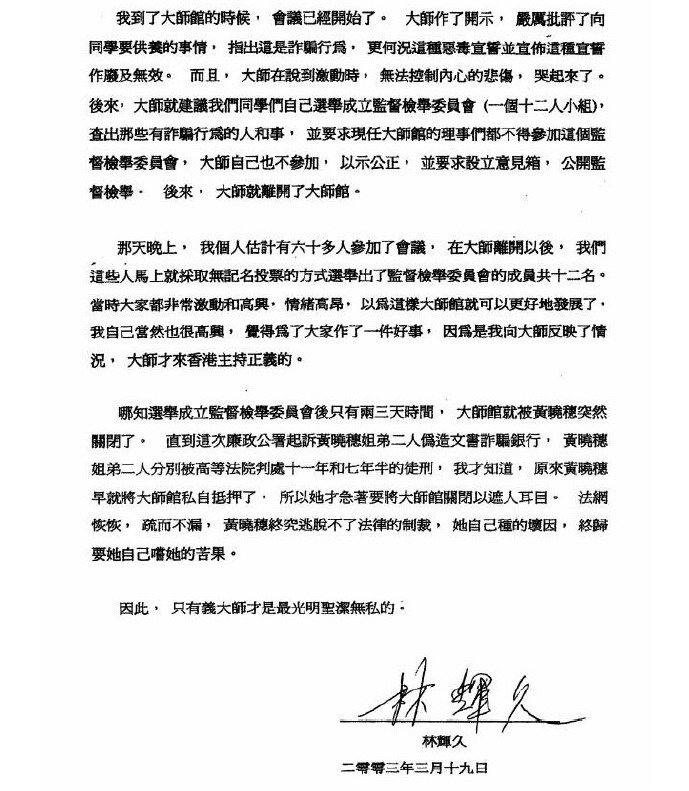 我到了大師館的時候，會議已經開始了。 大師作了開示，嚴厲批評了向
同學要供養的事情，指出這是詐騙行爲，更何況這種惡毒宣誓並宣佈這種宣誓
作廢及無效。 而且，大師在說到激動時，無法控制內心的悲傷，哭起來了。
後來，大師就建議我們同學們自己選舉成立監督檢舉委員會 (一個十二人小組)，
查出那些有詐騙行爲的人和事，並要求現任大師館的理事們都不得參加這個監
督檢舉委員會，大師自己也不參加，以示公正，並要求設立意見箱，公開監
督檢舉． 後來，大師就離開了大師館。
那天晚上，我個人估計有六十多人參加了會議，在大師離開以後，我們
這些人馬上就採取無記名投票的方式選舉出了監督檢舉委員會的成員共十二名。
當時大家都非常激動和高興．情緒高昂．以爲這樣大師館就可以更好地發展了．
我自己當然也很高興，覺得爲了大家作了一件好事，因爲是我向大師反映了情
況，大師才來香港主持正義的。
哪知選舉成立監督檢舉委員會後只有兩三天時間，大師館就被黃曉穗突然
關閉了。 直到這次廉政公署起訴黃曉穗姐弟二人僞造文書詐騙銀行，黃曉穗
姐弟二人分別被高等法院判處十一年和七年半的徒刑，我才知道，原來黃曉穗
早就將大師館私自抵押了．所以她才急著要將大師館關閉以遮人耳目。 法網
恢恢，疏而不漏，黃曉穗終究逃脫不了法律的制裁，她自己種的壞因，終歸
要她自己嚐她的苦果。
因此，只有義大師才是最光明聖潔無私的．
林輝久
林輝久
二零零三年三月十九日